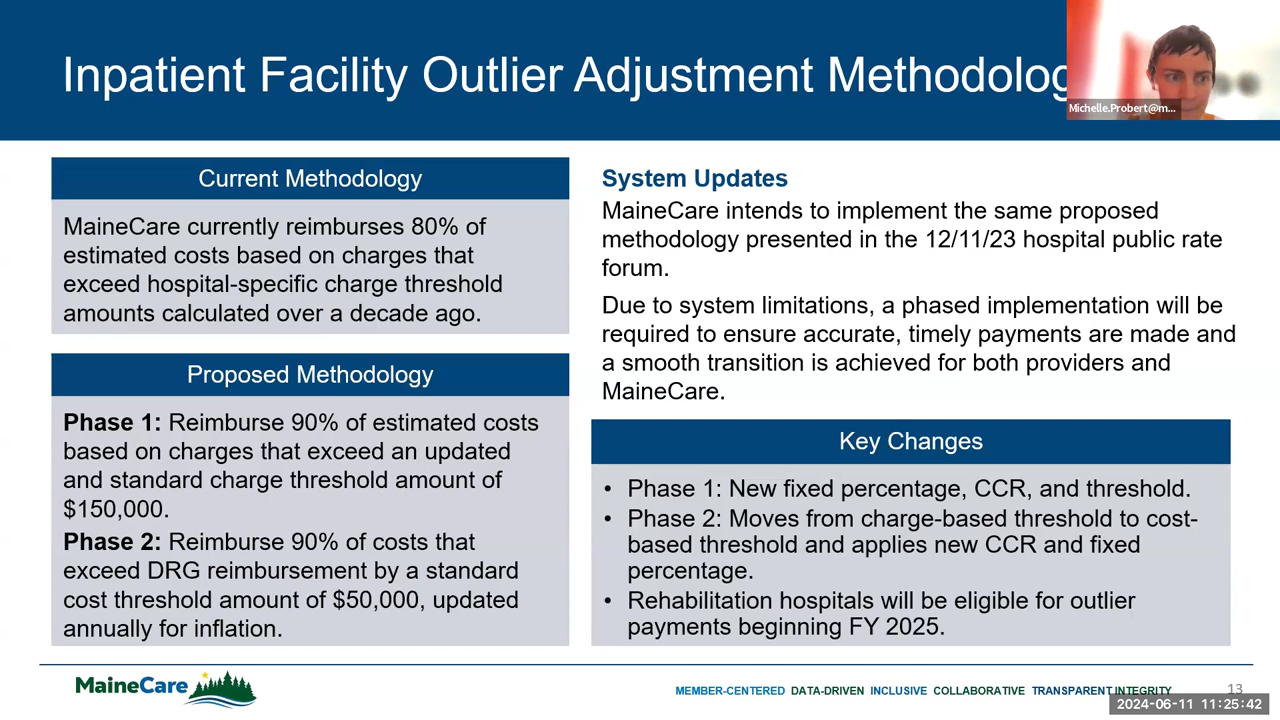 Inpatient Facility Outlier Adjustment Methodolog
Michelle.Probert@m...
Current Methodology
MaineCare currently reimburses 80% of
estimated costs based on charges that
exceed hospital-specific charge threshold
amounts calculated over a decade ago.
Proposed Methodology
Phase 1: Reimburse 90% of estimated costs
based on charges that exceed an updated
and standard charge threshold amount of
$150,000.
Phase 2: Reimburse 90% of costs that
exceed DRG reimbursement by a standard
cost threshold amount of $50,000, updated
annually for inflation.
System Updates
MaineCare intends to implement the same proposed
methodology presented in the 12/11/23 hospital public rate
forum.
Due to system limitations, a phased implementation will be
required to ensure accurate, timely payments are made and
a smooth transition is achieved for both providers and
MaineCare.
Key Changes
• Phase 1: New fixed percentage, CCR, and threshold.
• Phase 2: Moves from charge-based threshold to cost-
based threshold and applies new CCR and fixed
percentage.
• Rehabilitation hospitals will be eligible for outlier
payments beginning FY 2025.
MaineCare
MEMBER-CENTERED DATA-DRIVEN INCLUSIVE COLLABORATIVE TRANSPARENT INTEGRITY
13
2024-06-11 11:25:42